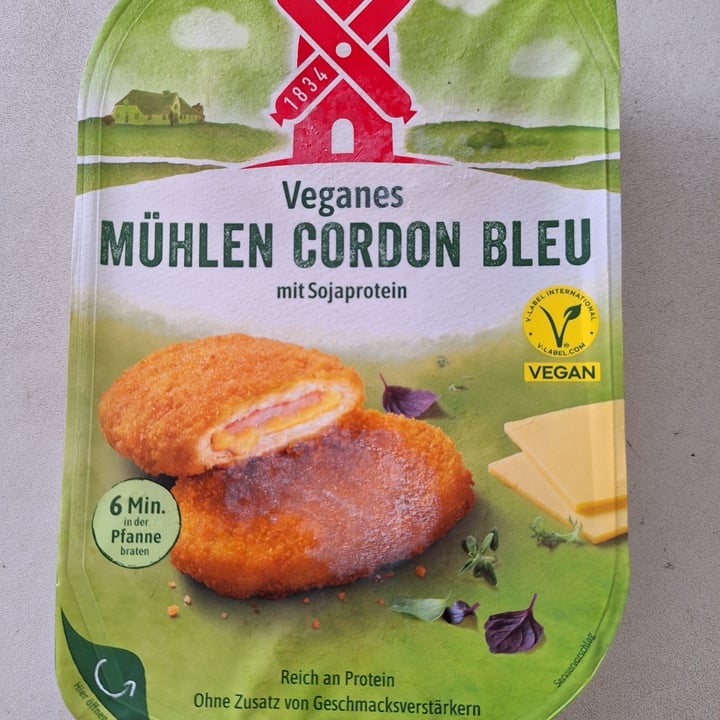 1834
Veganes
MÜHLEN CORDON BLEU
mit Sojaprotein
V-LABEL INTERNATIONAL
V-LABEL.COM
VEGAN
6 Min.
in der
Pfanne
braten
Serviervorschlag
Hier öffnen
Reich an Protein
Ohne Zusatz von Geschmacksverstärkern